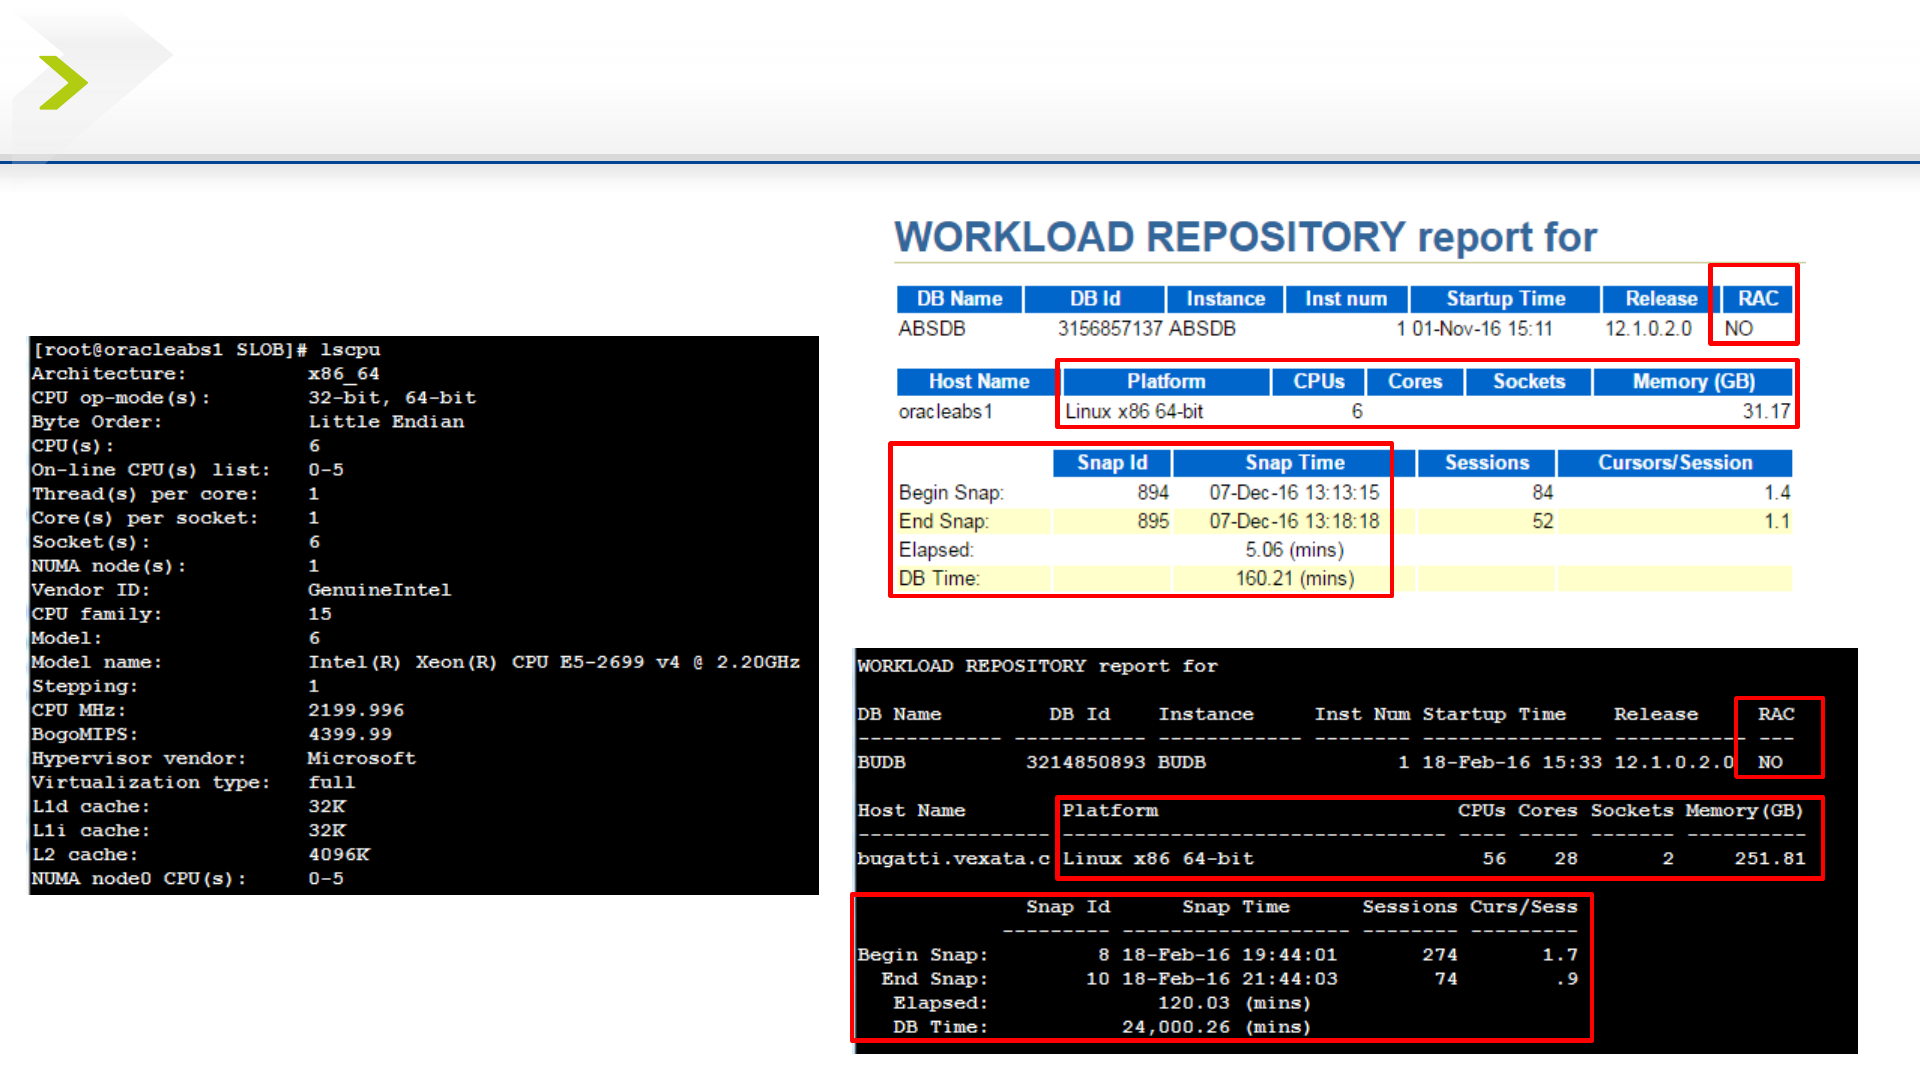 [root@oracleabs1 SLOB]# lscpu
Architecture: x86_64
CPU op-mode(s): 32-bit, 64-bit
Byte Order: Little Endian
CPU(s): 6
On-line CPU(s) list: 0-5
Thread(s) per core: 1
Core(s) per socket: 1
Socket(s): 6
NUMA node(s): 1
Vendor ID: GenuineIntel
CPU family: 15
Model: 6
Model name: Intel(R) Xeon(R) CPU E5-2699 v4 @ 2.20GHz
Stepping: 1
CPU MHz: 2199.996
BogoMIPS: 4399.99
Hypervisor vendor: Microsoft
Virtualization type: full
L1d cache: 32K
L1i cache: 32K
L2 cache: 4096K
NUMA node0 CPU(s): 0-5
WORKLOAD REPOSITORY report for
DB Name DB Id Instance Inst num Startup Time Release RAC
ABSDB 3156857137 ABSDB 1 01-Nov-16 15:11 12.1.0.2.0 NO
Host Name Platform CPUs Cores Sockets Memory (GB)
oracleabs1 Linux x86 64-bit 6 31.17
Snap Id Snap Time Sessions Cursors/Session
Begin Snap: 894 07-Dec-16 13:13:15 84 1.4
End Snap: 895 07-Dec-16 13:18:18 52 1.1
Elapsed: 5.06 (mins)
DB Time: 160.21 (mins)
WORKLOAD REPOSITORY report for
DB Name DB Id Instance Inst Num Startup Time Release RAC
------------ ----------- ------------ -------- --------------- ----------- ---
BUDB 3214850893 BUDB 1 18-Feb-16 15:33 12.1.0.2.0 NO
Host Name Platform CPUs Cores Sockets Memory(GB)
---------------- -------------------------------- ---- ----- ------- ----------
bugatti.vexata.c Linux x86 64-bit 56 28 2 251.81
Snap Id Snap Time Sessions Curs/Sess
--------- ------------------- -------- ---------
Begin Snap: 8 18-Feb-16 19:44:01 274 1.7
End Snap: 10 18-Feb-16 21:44:03 74 .9
Elapsed: 120.03 (mins)
DB Time: 24,000.26 (mins)